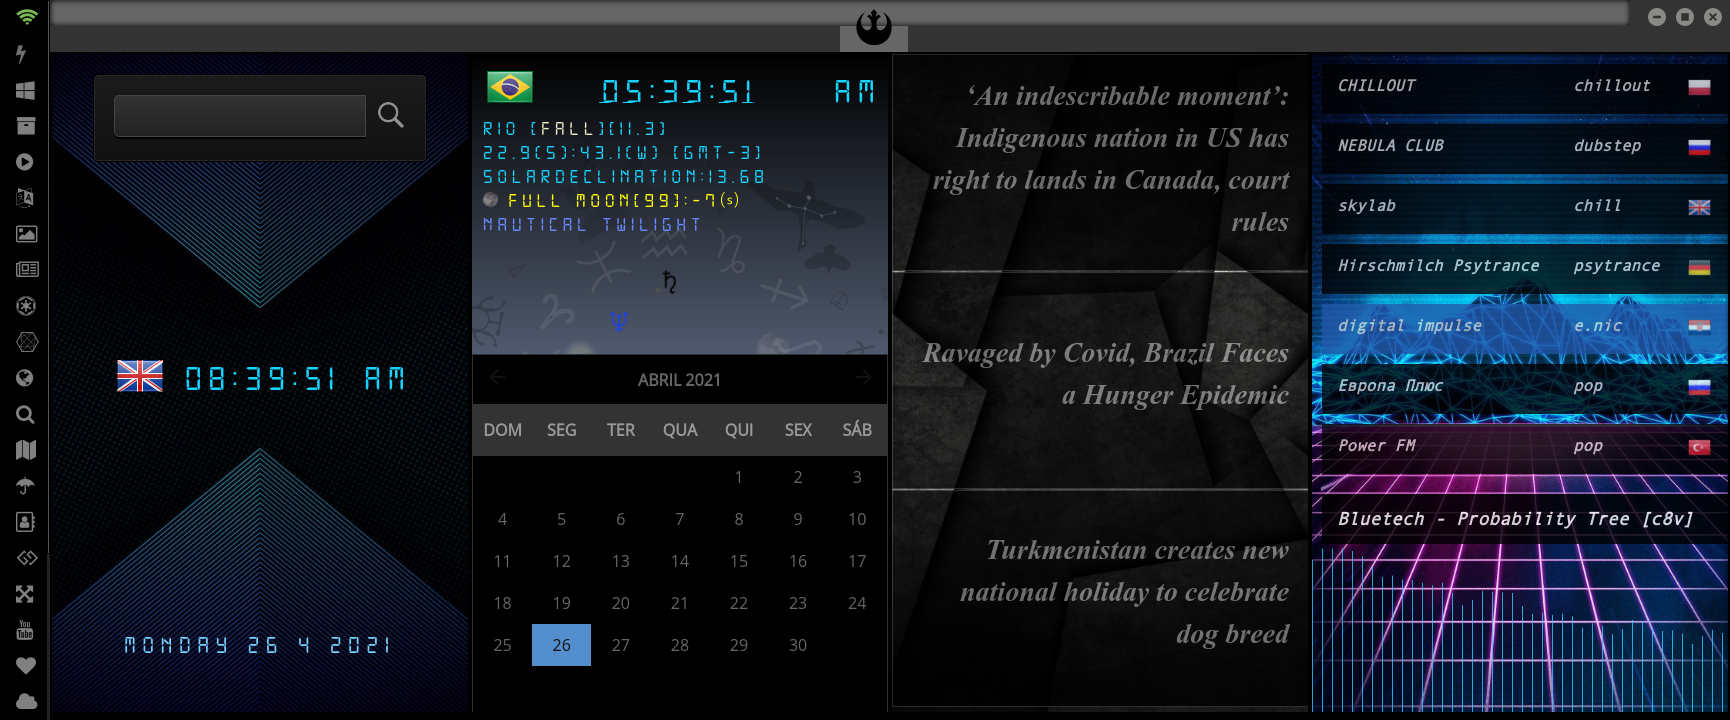 08:39:51 AM
MONDAY 26 4 2021
05:39:51 AM
RIO [FALL][11.3]
22.9(S):43.1(W) [GMT-3]
SOLARDECLINATION:13.68
FULL MOON[99]:-7(s)
NAUTICAL TWILIGHT
ABRIL 2021
DOM SEG TER QUA QUI SEX SÁB
1 2 3
4 5 6 7 8 9 10
11 12 13 14 15 16 17
18 19 20 21 22 23 24
25 26 27 28 29 30
‘An indescribable moment’:
Indigenous nation in US has
right to lands in Canada, court
rules
Ravaged by Covid, Brazil Faces
a Hunger Epidemic
Turkmenistan creates new
national holiday to celebrate
dog breed
CHILLOUT chillout
NEBULA CLUB dubstep
skylab chill
Hirschmilch Psytrance psytrance
digital impulse e.nic
Европа Плюс pop
Power FM pop
Bluetech - Probability Tree [c8v]
You
Tube